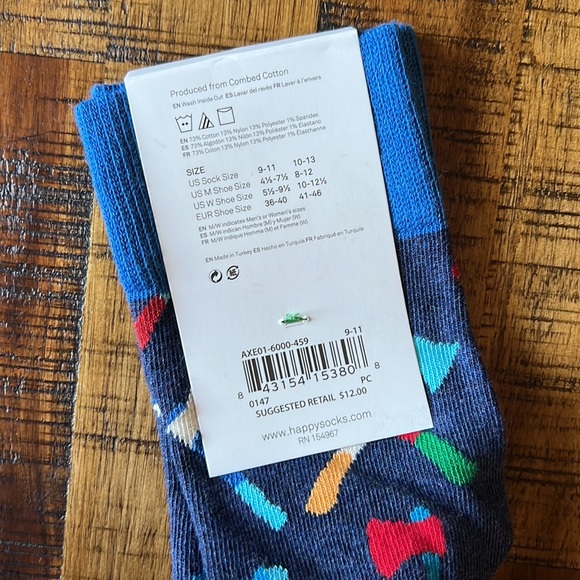 Produced from Combed Cotton
EN Wash Inside Out ES Lavar del revés FR Laver à l'envers
EN 73% Cotton 13% Nylon 13% Polyester 1% Spandex
ES 73% Algodón 13% Nilón 13% Poliéster 1% Elastano
FR 73% Coton 13% Nylon 13% Polyester 1% Élasthanne
SIZE
US Sock Size 9-11 10-13
US M Shoe Size 4½-7½ 8-12
US W Shoe Size 5½-9½ 10-12½
EUR Shoe Size 36-40 41-46
EN M/W indicates Men's or Women's sizes
ES M/W indican Hombre (M) y Mujer (W)
FR M/W indique Homme (M) et Femme (W)
EN Made in Turkey ES Hecho en Turquía FR Fabriqué en Turquie
AXE01-6000-459 9-11
8 43154 15380 8
0147 PC
SUGGESTED RETAIL $12.00
www.happysocks.com
RN 154967